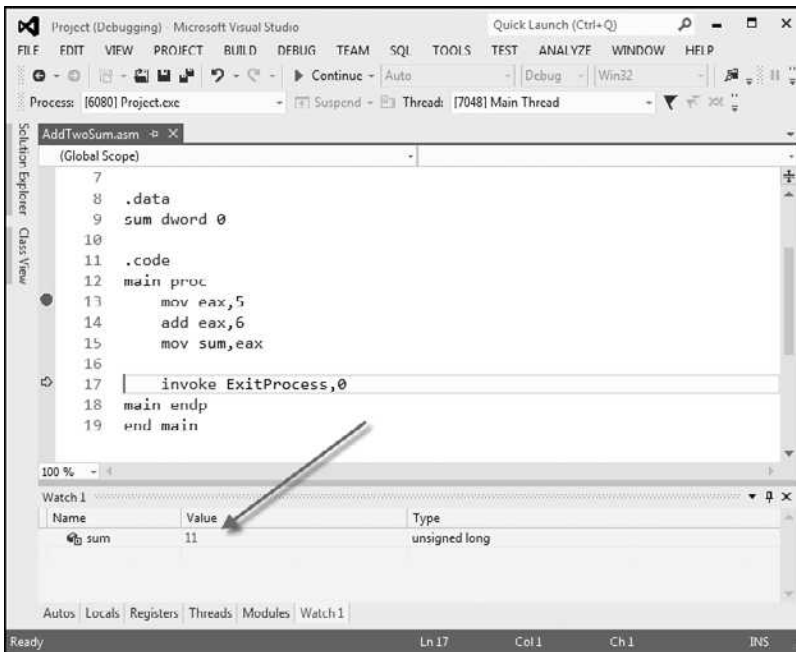 Project (Debugging) - Microsoft Visual Studio
Quick Launch (Ctrl+Q)
FILE EDIT VIEW PROJECT BUILD DEBUG TEAM SQL TOOLS TEST ANALYZE WINDOW HELP
Continue Auto Debug Win32
Process: [6080] Project.exe Suspend Thread: [7048] Main Thread
Solution Explorer
Class View
AddTwoSum.asm
(Global Scope)
7
8 .data
9 sum dword 0
10
11 .code
12 main proc
13 mov eax,5
14 add eax,6
15 mov sum,eax
16
17 invoke ExitProcess,0
18 main endp
19 end main
100 %
Watch 1
Name Value Type
sum 11 unsigned long
Autos Locals Registers Threads Modules Watch 1
Ready Ln 17 Col 1 Ch 1 INS